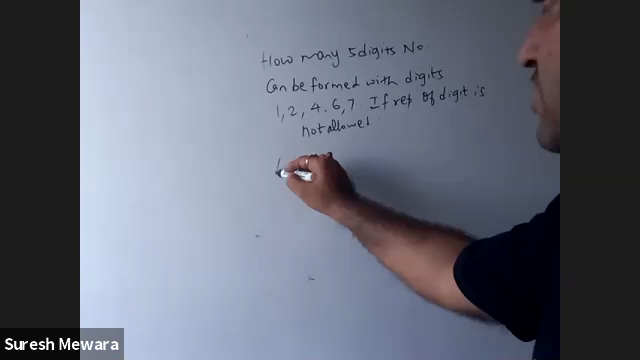 How many 5 digits No.
Can be formed with digits
1, 2, 4, 6, 7. If rep of digit is
not allowed.
Suresh Mewara